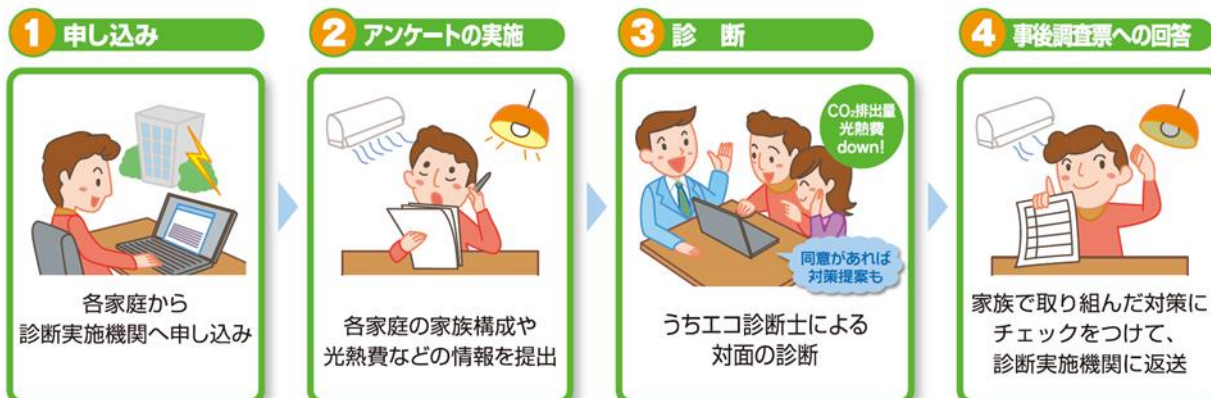 1 申し込み
各家庭から
診断実施機関へ申し込み
2 アンケートの実施
各家庭の家族構成や
光熱費などの情報を提出
3 診 断
CO₂排出量
光熱費
down!
同意があれば
対策提案も
うちエコ診断士による
対面の診断
4 事後調査票への回答
家族で取り組んだ対策に
チェックをつけて、
診断実施機関に返送